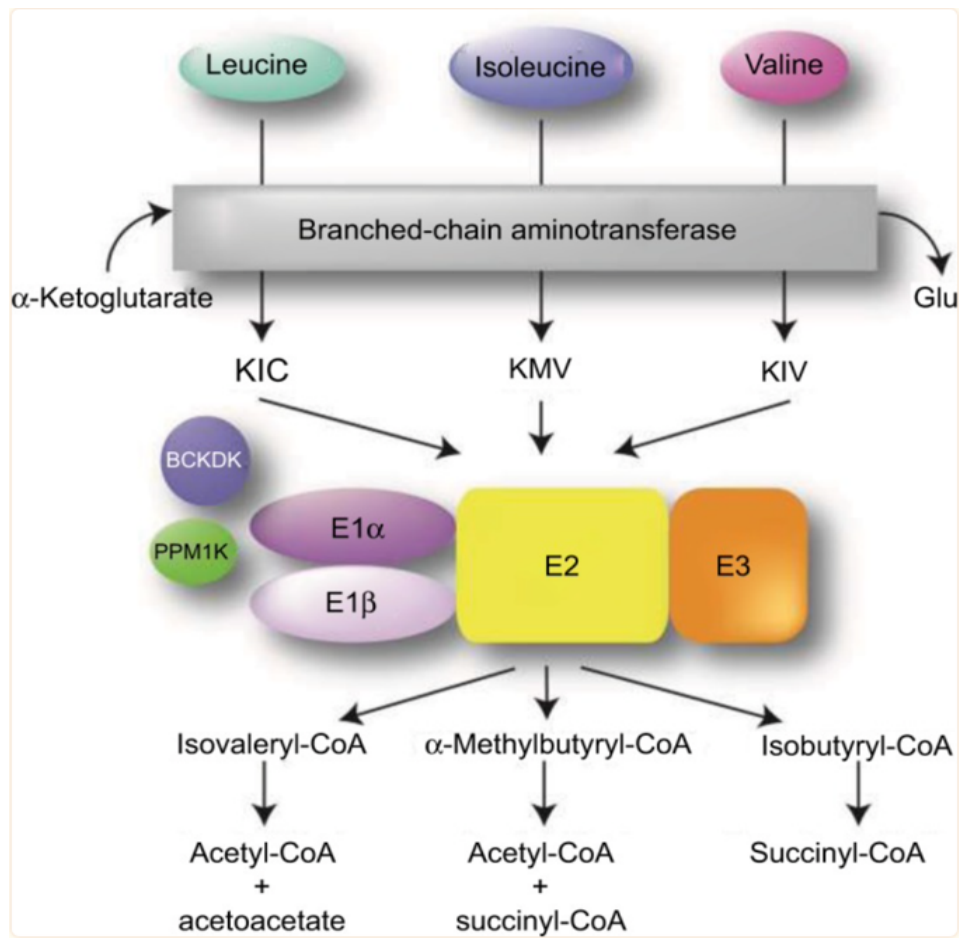 Leucine
Isoleucine
Valine
Branched-chain aminotransferase
α-Ketoglutarate
Glu
KIC
KMV
KIV
BCKDK
PPM1K
E1α
E1β
E2
E3
Isovaleryl-CoA
α-Methylbutyryl-CoA
Isobutyryl-CoA
Acetyl-CoA
+
acetoacetate
Acetyl-CoA
+
succinyl-CoA
Succinyl-CoA